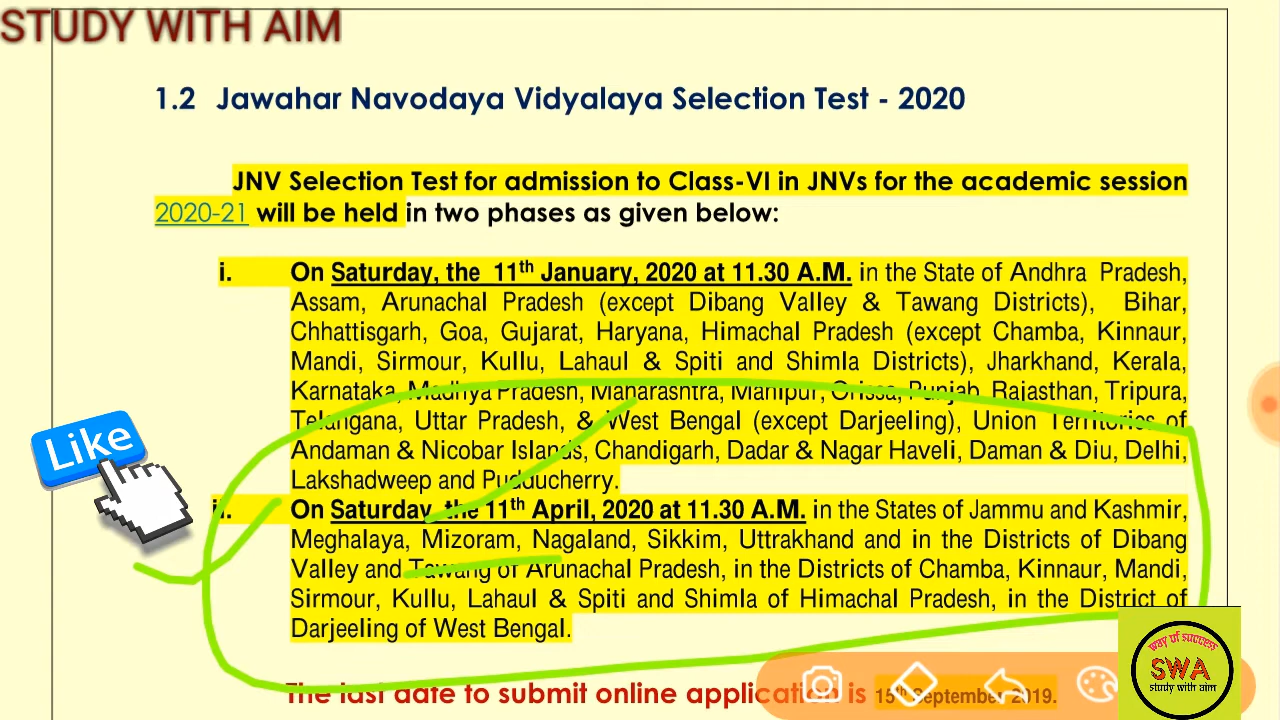 STUDY WITH AIM
1.2 Jawahar Navodaya Vidyalaya Selection Test - 2020
JNV Selection Test for admission to Class-VI in JNVs for the academic session
2020-21 will be held in two phases as given below:
i. On Saturday, the 11th January, 2020 at 11.30 A.M. in the State of Andhra Pradesh,
Assam, Arunachal Pradesh (except Dibang Valley & Tawang Districts), Bihar,
Chhattisgarh, Goa, Gujarat, Haryana, Himachal Pradesh (except Chamba, Kinnaur,
Mandi, Sirmour, Kullu, Lahaul & Spiti and Shimla Districts), Jharkhand, Kerala,
Karnataka, Madhya Pradesh, Maharashtra, Manipur, Orissa, Punjab, Rajasthan, Tripura,
Telangana, Uttar Pradesh, & West Bengal (except Darjeeling), Union Territories of
Andaman & Nicobar Islands, Chandigarh, Dadar & Nagar Haveli, Daman & Diu, Delhi,
Lakshadweep and Pudducherry.
ii. On Saturday, the 11th April, 2020 at 11.30 A.M. in the States of Jammu and Kashmir,
Meghalaya, Mizoram, Nagaland, Sikkim, Uttrakhand and in the Districts of Dibang
Valley and Tawang of Arunachal Pradesh, in the Districts of Chamba, Kinnaur, Mandi,
Sirmour, Kullu, Lahaul & Spiti and Shimla of Himachal Pradesh, in the District of
Darjeeling of West Bengal.
The last date to submit online application is 15th September 2019.
Like
way of success
SWA
study with aim